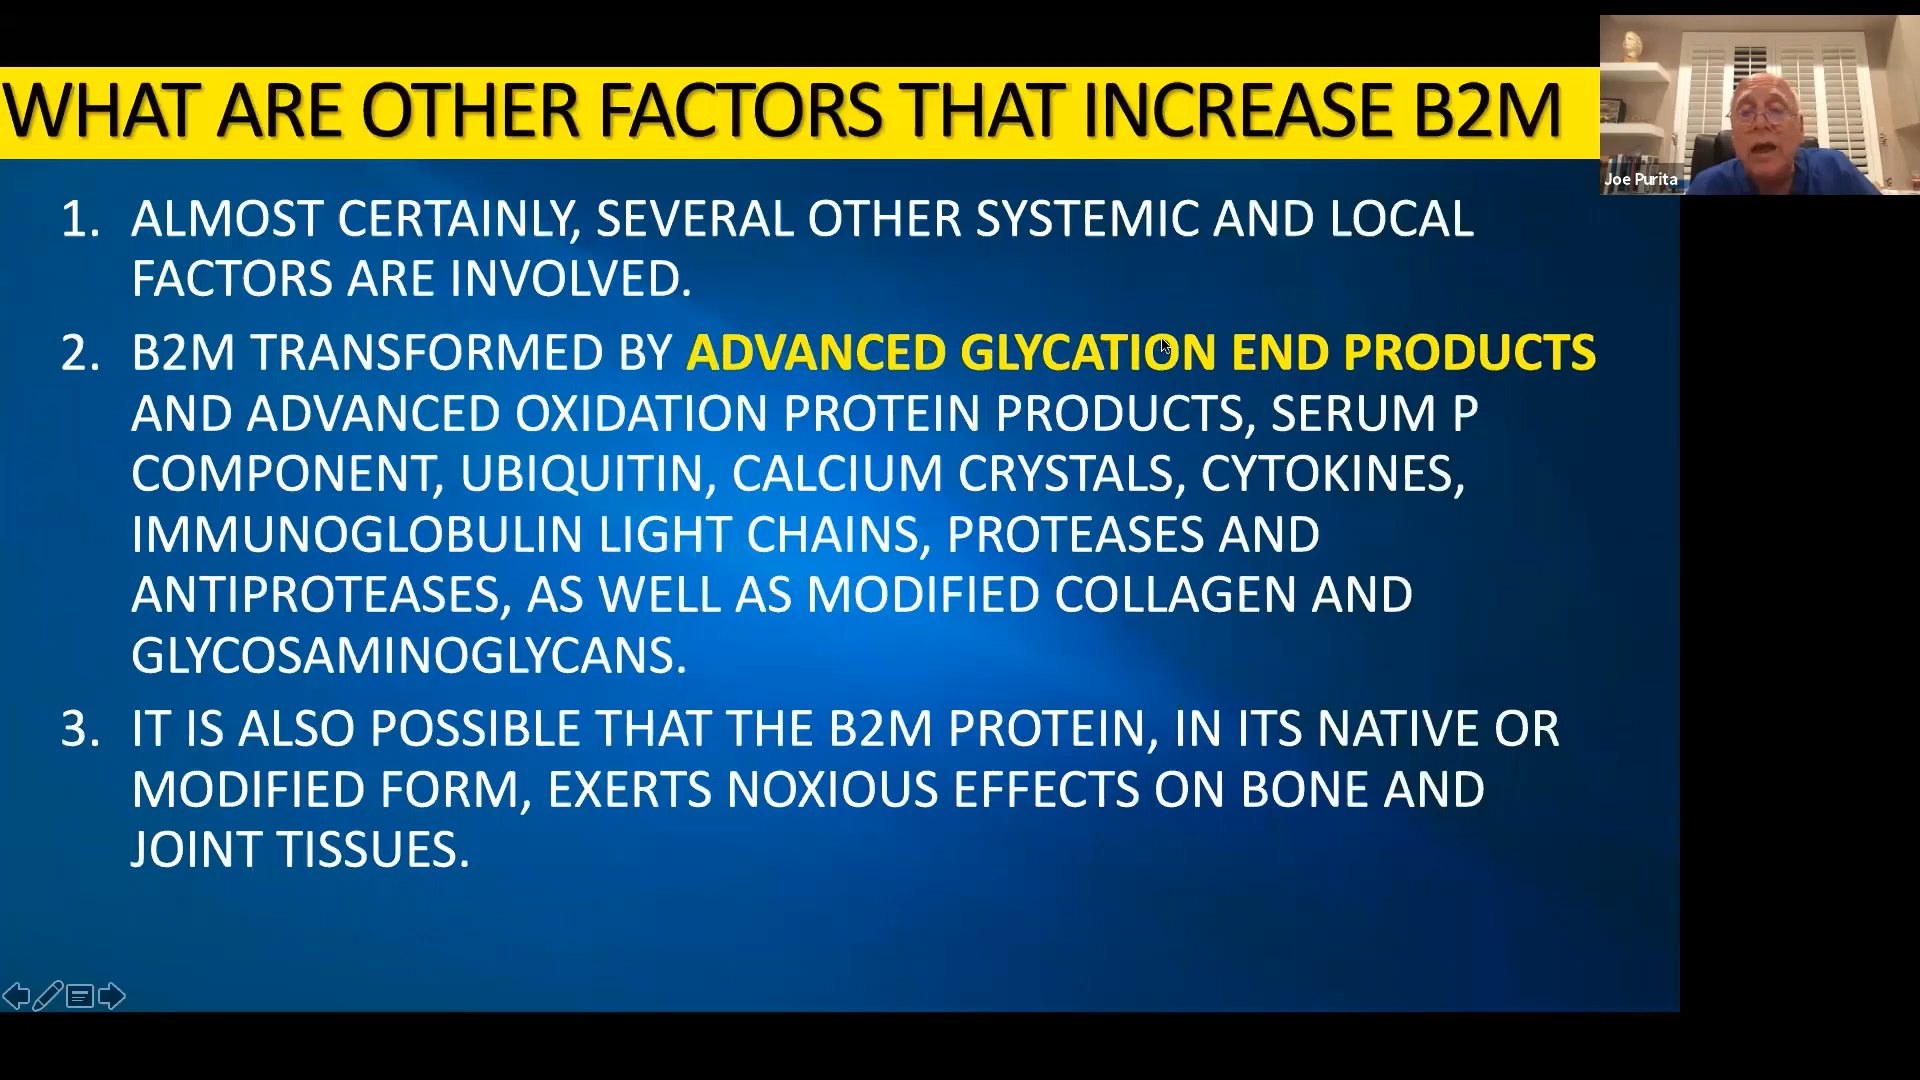 WHAT ARE OTHER FACTORS THAT INCREASE B2M
Joe Purita
1. ALMOST CERTAINLY, SEVERAL OTHER SYSTEMIC AND LOCAL
FACTORS ARE INVOLVED.
2. B2M TRANSFORMED BY ADVANCED GLYCATION END PRODUCTS
AND ADVANCED OXIDATION PROTEIN PRODUCTS, SERUM P
COMPONENT, UBIQUITIN, CALCIUM CRYSTALS, CYTOKINES,
IMMUNOGLOBULIN LIGHT CHAINS, PROTEASES AND
ANTIPROTEASES, AS WELL AS MODIFIED COLLAGEN AND
GLYCOSAMINOGLYCANS.
3. IT IS ALSO POSSIBLE THAT THE B2M PROTEIN, IN ITS NATIVE OR
MODIFIED FORM, EXERTS NOXIOUS EFFECTS ON BONE AND
JOINT TISSUES.